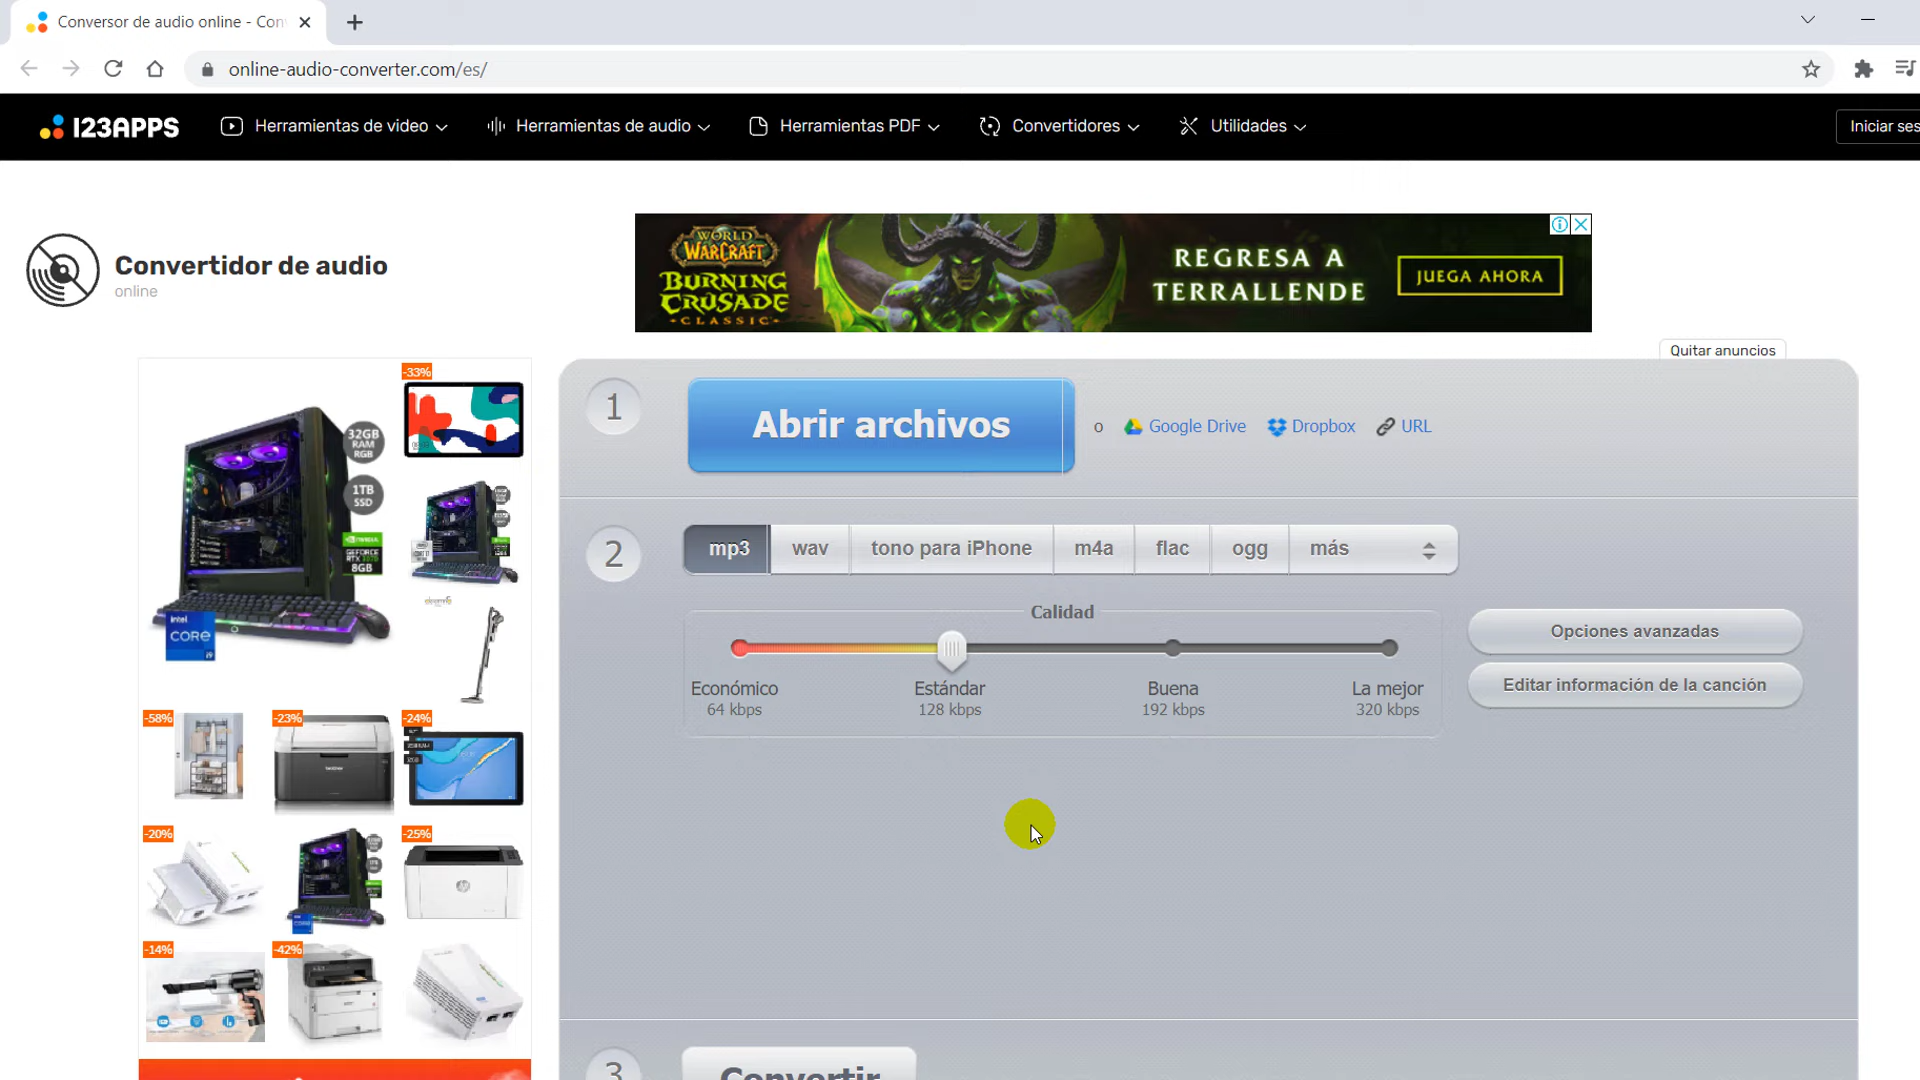 Conversor de audio online - Con
online-audio-converter.com/es/
123APPS
Herramientas de video
Herramientas de audio
Herramientas PDF
Convertidores
Utilidades
Iniciar ses
Convertidor de audio
online
WORLD
WARCRAFT
BURNING
CRUSADE
CLASSIC
REGRESA A
TERRALLENDE
JUEGA AHORA
Quitar anuncios
-33%
32GB
RAM
RGB
1TB
SSD
GEFORCE
8GB
intel
CORE
i9
1
Abrir archivos
o
Google Drive
Dropbox
URL
2
mp3
wav
tono para iPhone
m4a
flac
ogg
más
Calidad
Económico
64 kbps
Estándar
128 kbps
Buena
192 kbps
La mejor
320 kbps
Opciones avanzadas
Editar información de la canción
-58%
-23%
-24%
-20%
-25%
-14%
-42%
3
Convertir